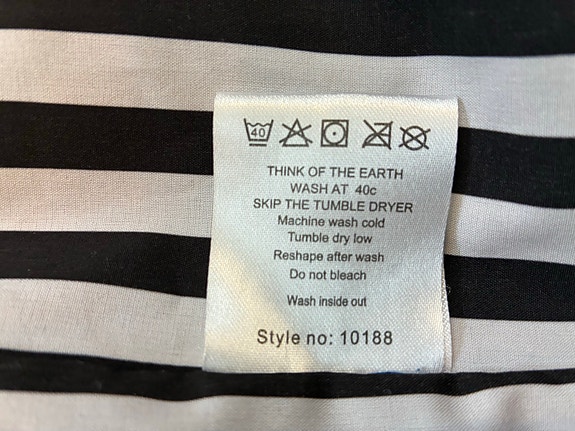 40
THINK OF THE EARTH
WASH AT 40c
SKIP THE TUMBLE DRYER
Machine wash cold
Tumble dry low
Reshape after wash
Do not bleach
Wash inside out
Style no: 10188